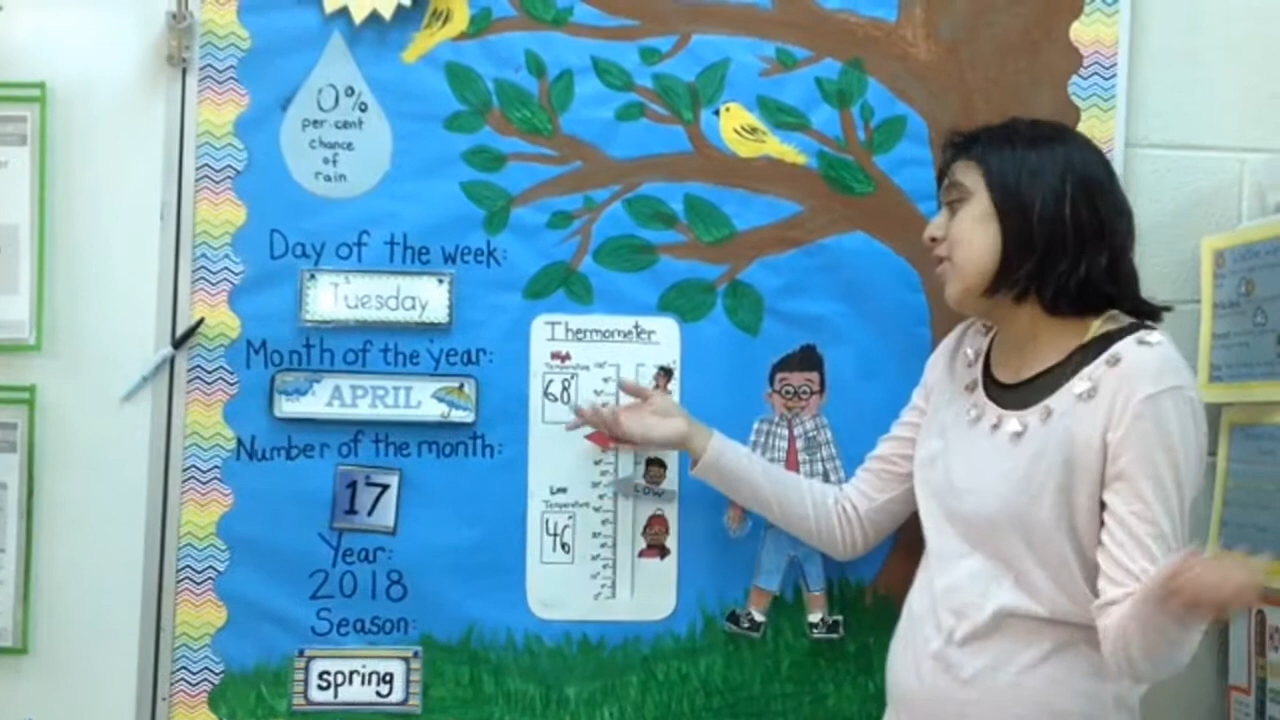 0%
per.cent
chance
of
rain
Day of the week:
Tuesday
Month of the year:
APRIL
Number of the month:
17
Year:
2018
Season:
spring
Thermometer
High
Temperature
68°
Low
Temperature
46°
LOW